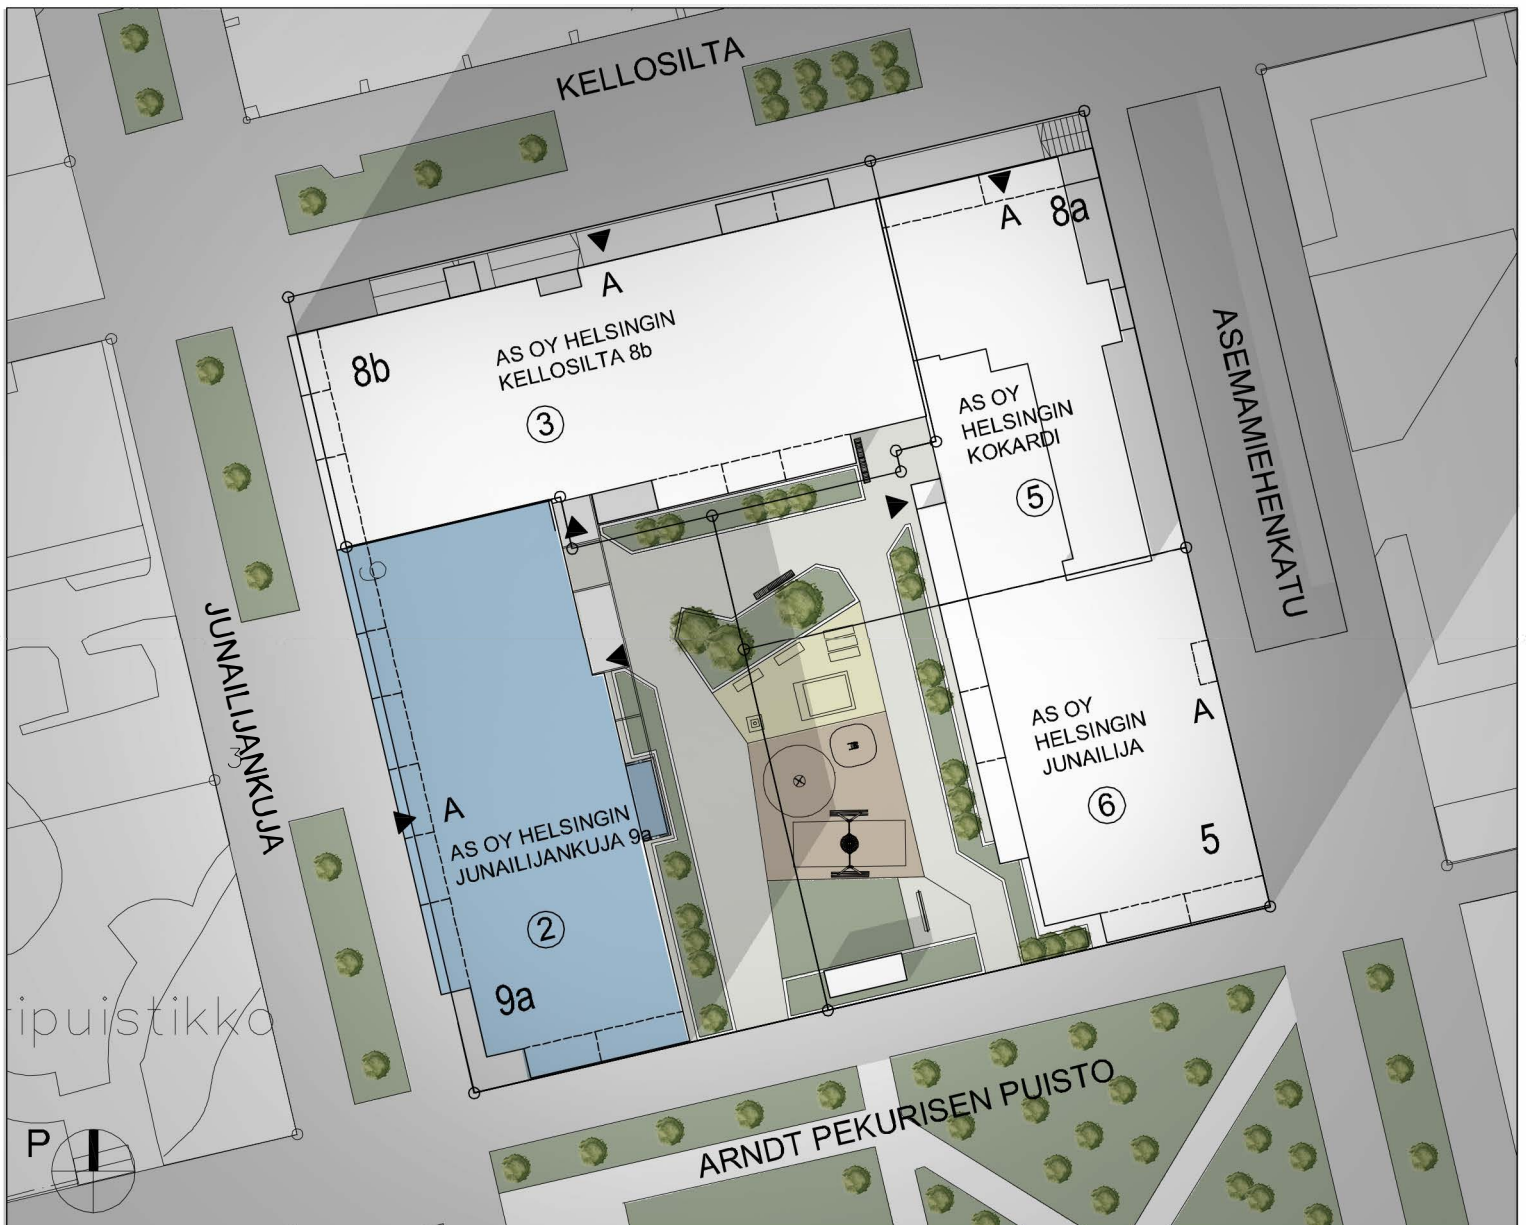 KELLOSILTA
A
8a
A
8b
AS OY HELSINGIN
KELLOSILTA 8b
3
AS OY
HELSINGIN
KOKARDI
5
ASEMAMIEHENKATU
JUNAILIJANKUJA
AS OY
HELSINGIN
JUNAILIJA
6
A
5
A
AS OY HELSINGIN
JUNAILIJANKUJA 9a
2
9a
ipuistikko
ARNDT PEKURISEN PUISTO
P